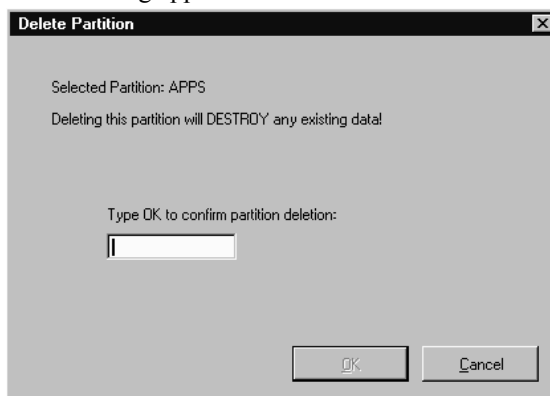 Delete Partition
Selected Partition: APPS
Deleting this partition will DESTROY any existing data!
Type OK to confirm partition deletion:
OK
Cancel